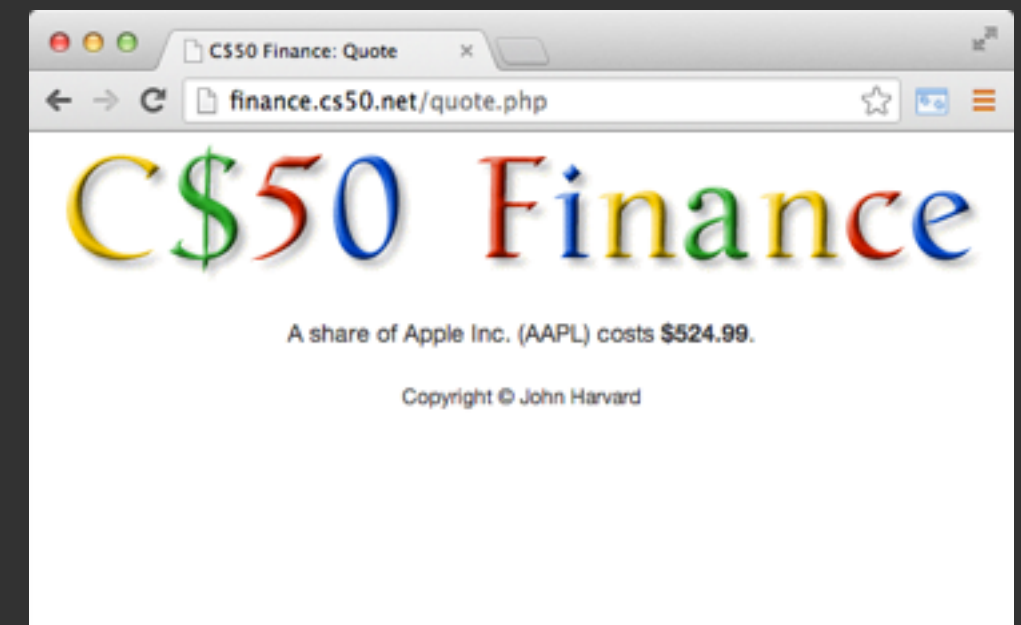 C$50 Finance: Quote
finance.cs50.net/quote.php
C$50 Finance
A share of Apple Inc. (AAPL) costs $524.99.
Copyright © John Harvard